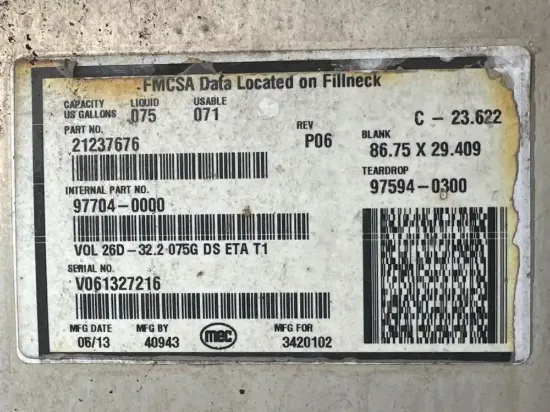 FMCSA Data Located on Fillneck
CAPACITY LIQUID USABLE
US GALLONS 075 071
C - 23.622
PART NO. REV BLANK
21237676 P06 86.75 X 29.409
TEARDROP
97594-0300
INTERNAL PART NO.
97704-0000
VOL 26D-32.2 075G DS ETA T1
SERIAL NO.
V061327216
MFG DATE MFG BY mec MFG FOR
06/13 40943 3420102